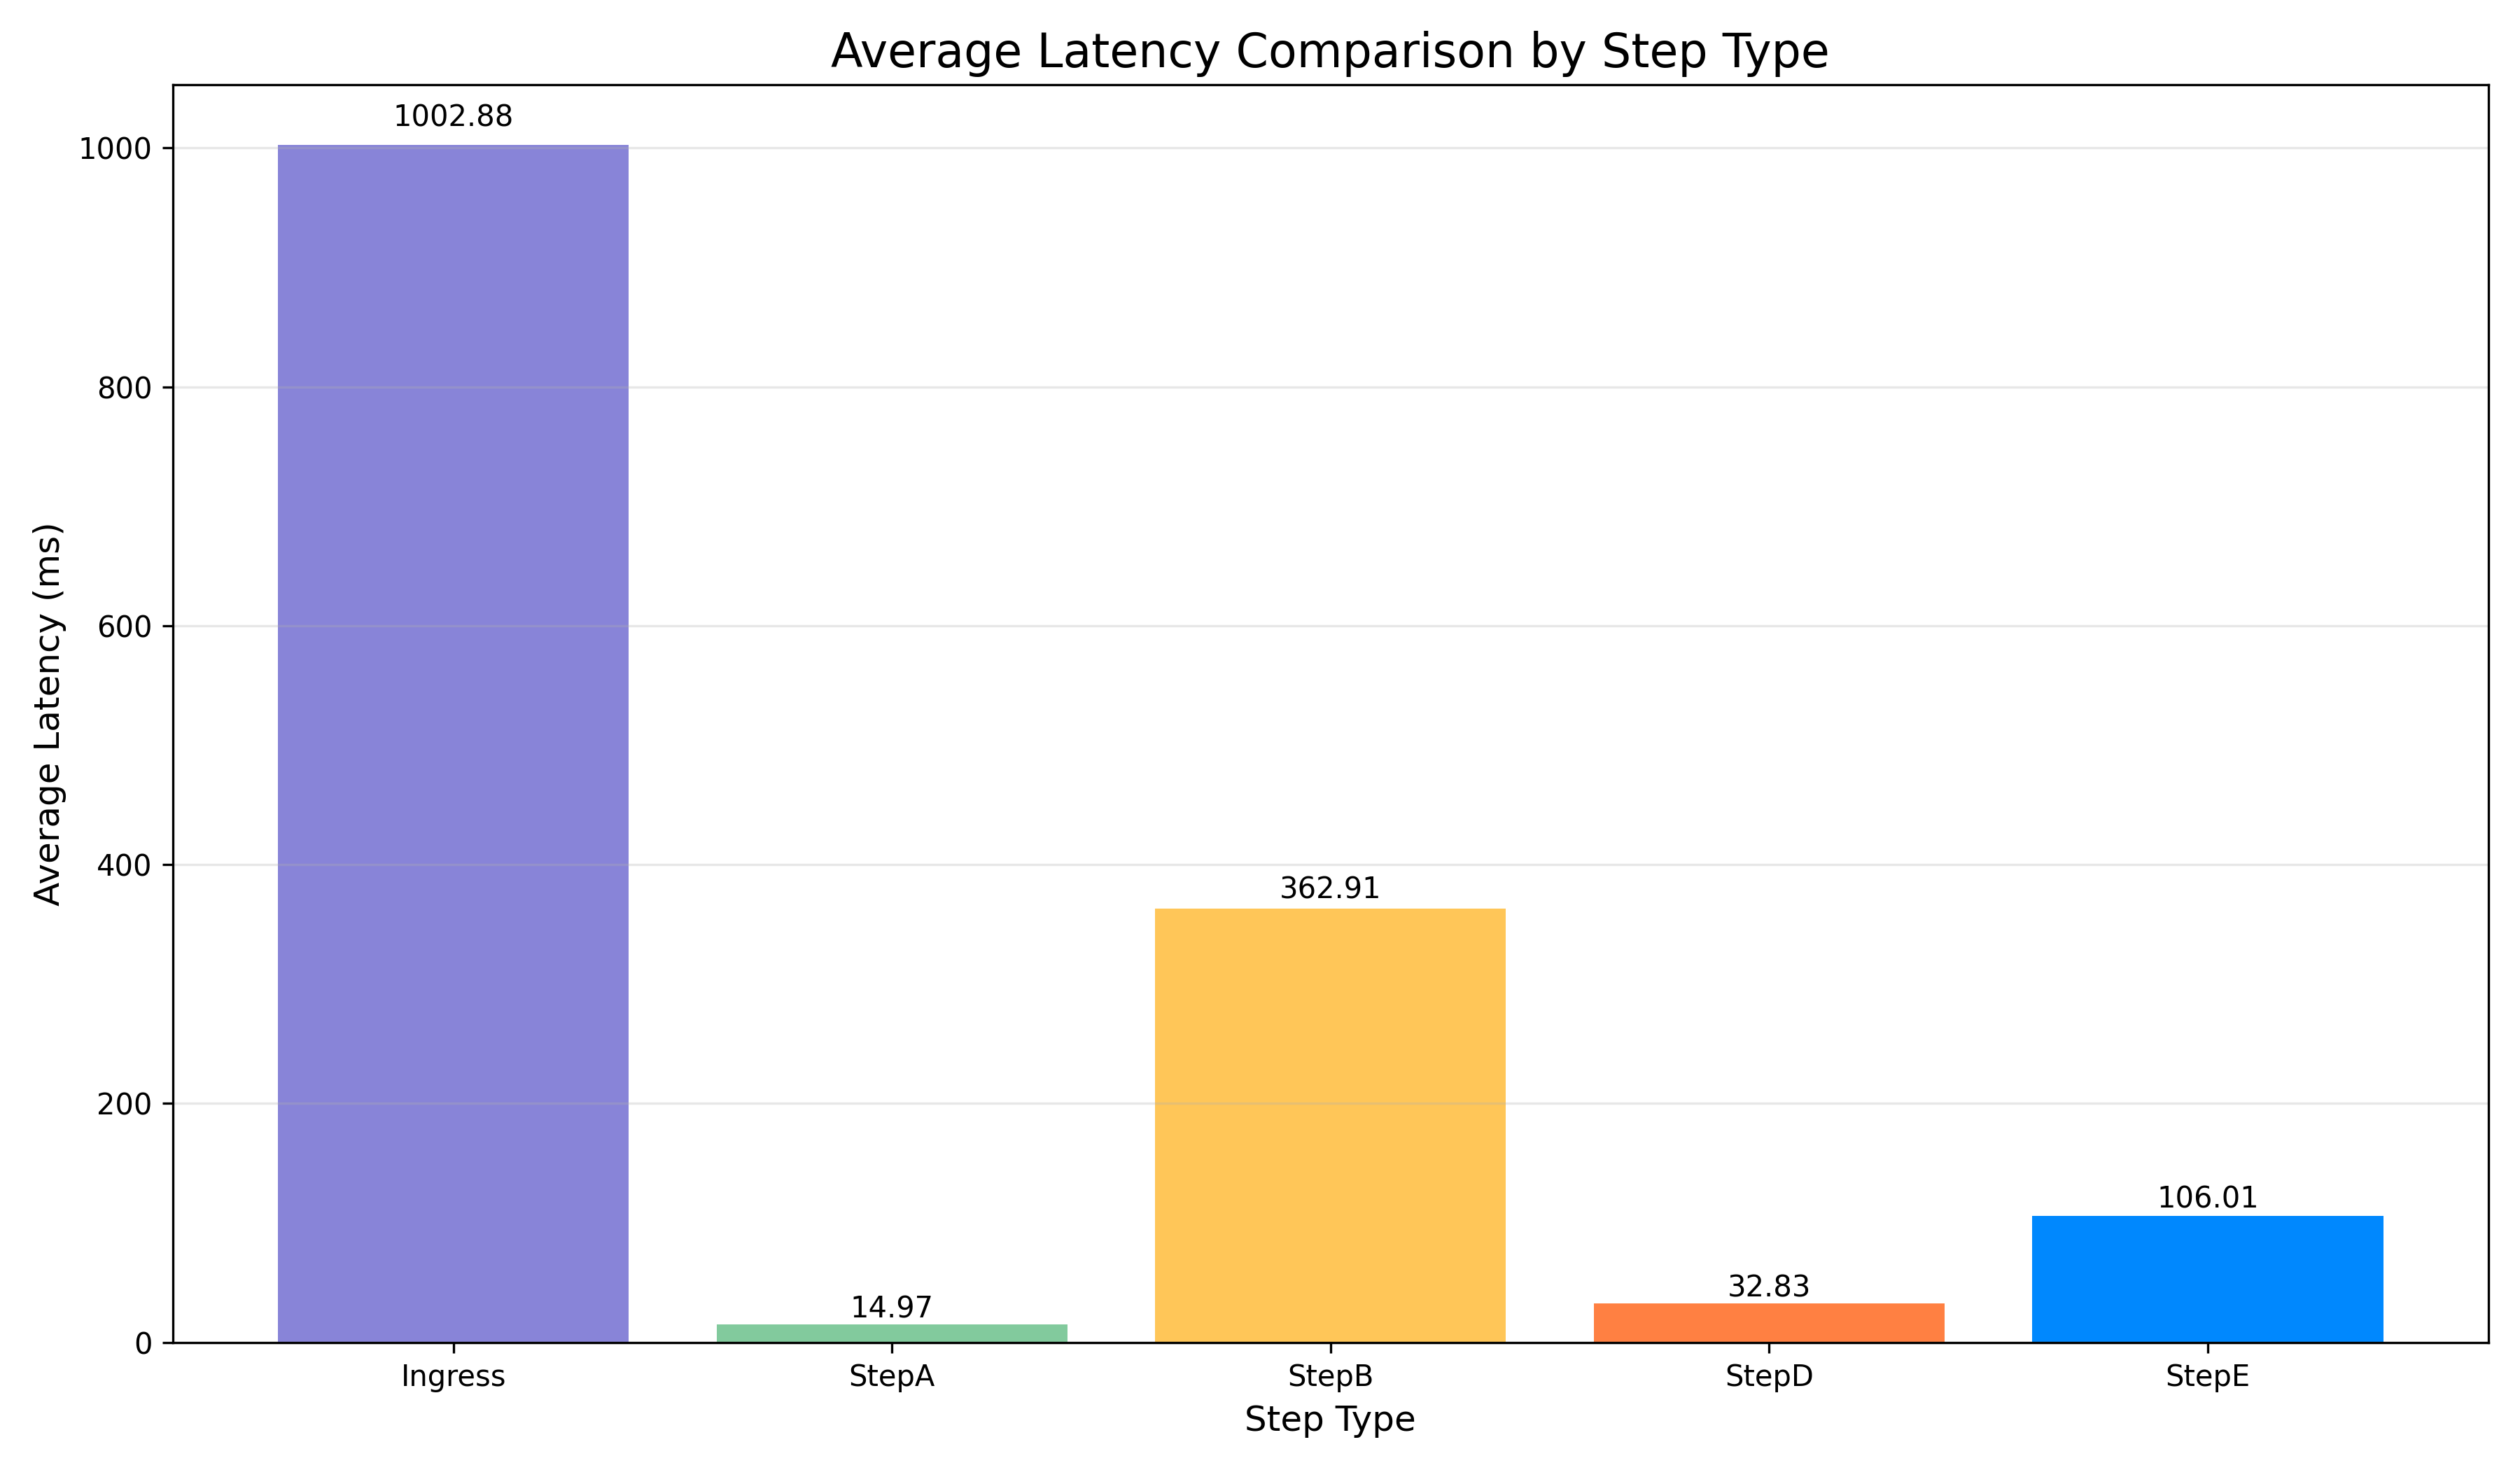 Average Latency Comparison by Step Type
Average Latency (ms)
1000
800
600
400
200
0
1002.88
14.97
362.91
32.83
106.01
Ingress
StepA
StepB
StepD
StepE
Step Type